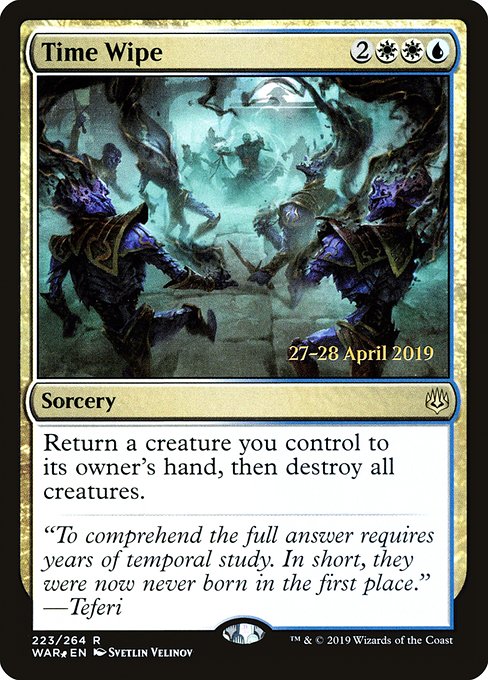 Time Wipe 2
27–28 April 2019
Sorcery
Return a creature you control to
its owner's hand, then destroy all
creatures.
“To comprehend the full answer requires
years of temporal study. In short, they
were now never born in the first place.”
—Teferi
223/264 R
WAR EN Svetlin Velinov
™ & © 2019 Wizards of the Coast